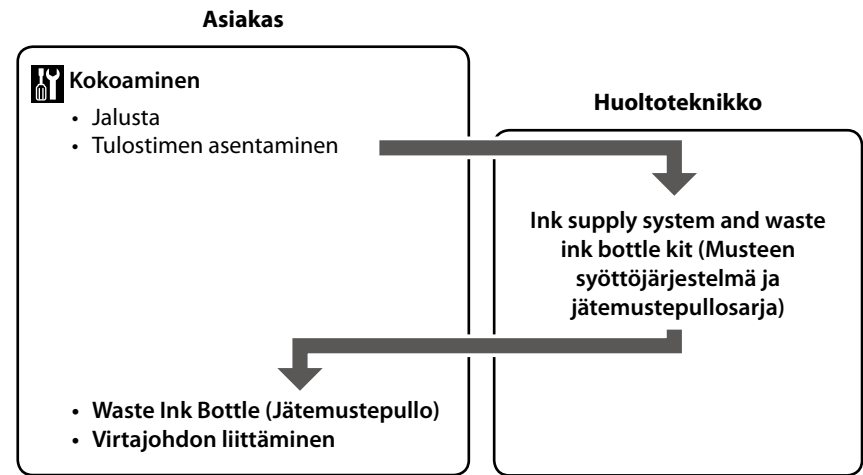 Asiakas
Kokoaminen
• Jalusta
• Tulostimen asentaminen
Huoltoteknikko
Ink supply system and waste
ink bottle kit (Musteen
syöttöjärjestelmä ja
jätemustepullosarja)
• Waste Ink Bottle (Jätemustepullo)
• Virtajohdon liittäminen